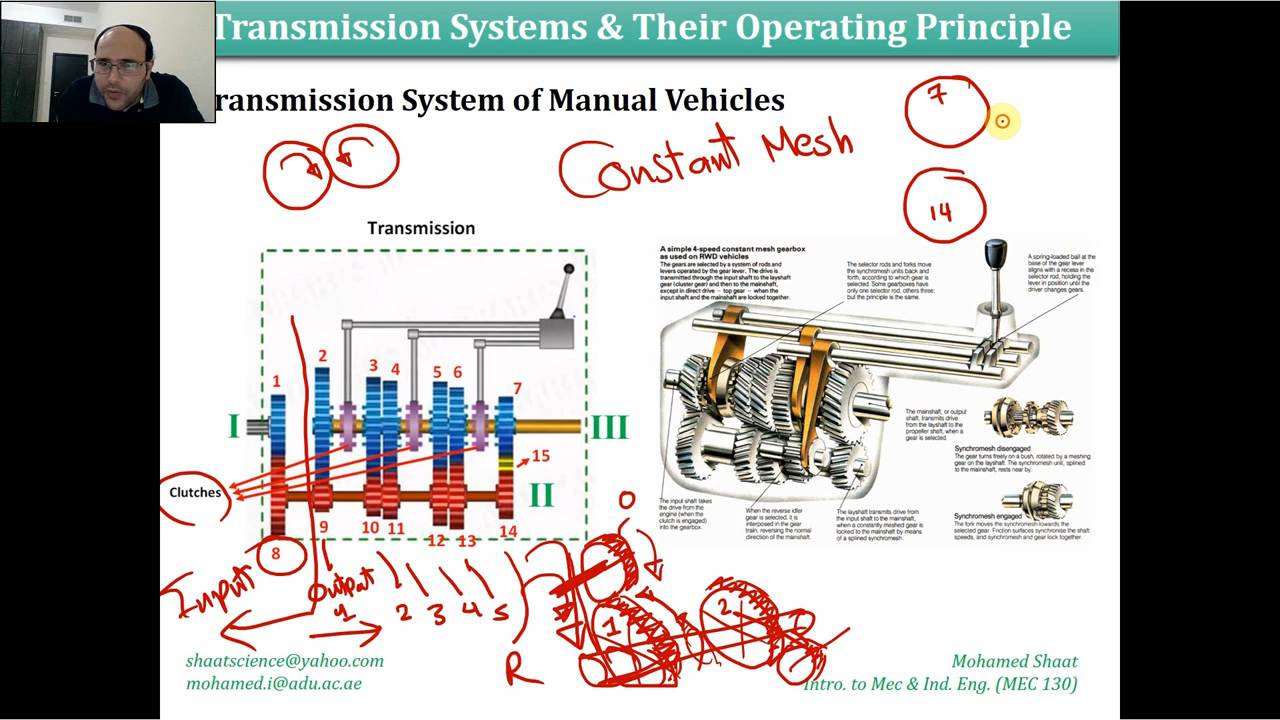 Transmission Systems & Their Operating Principle
ransmission System of Manual Vehicles
Constant Mesh
7
14
Transmission
1
2
3
4
5
6
7
I
III
15
II
Clutches
8
9
10
11
12
13
14
Input
Output
1
2
3
4
5
R
O
1
2
A simple 4-speed constant mesh gearbox
as used on RWD vehicles
The gears are selected by a system of rods and
levers operated by the gear lever. The drive is
transmitted through the input shaft to the layshaft
gear (cluster gear) and then to the mainshaft,
except in direct drive – top gear – when the
input shaft and the mainshaft are locked together.
The selector rods and forks move
the synchromesh units back and
forth, according to which gear is
selected. Some gearboxes have
only one selector rod, others three;
but the principle is the same.
A spring-loaded ball at the
base of the gear lever
aligns with a recess in the
selector rod, holding the
lever in position until the
driver changes gears.
The mainshaft, or output
shaft, transmits drive
from the layshaft to the
propeller shaft, when a
gear is selected.
Synchromesh disengaged
The gear turns freely on a bush, rotated by a meshing
gear on the layshaft. The synchromesh unit, splined
to the mainshaft, rests near by.
Synchromesh engaged
The fork moves the synchromesh towards the
selected gear. Friction surfaces synchronise the shaft
speeds, and synchromesh and gear lock together.
The input shaft takes
the drive from the
engine (when the
clutch is engaged)
into the gearbox.
When the reverse idler
gear is selected, it is
interposed in the gear
train, reversing the normal
direction of the mainshaft.
The layshaft transmits drive
from the input shaft to the mainshaft,
when a constantly meshed gear is
locked to the mainshaft by means
of a splined synchromesh.
shaatscience@yahoo.com
mohamed.i@adu.ac.ae
Mohamed Shaat
Intro. to Mec & Ind. Eng. (MEC 130)